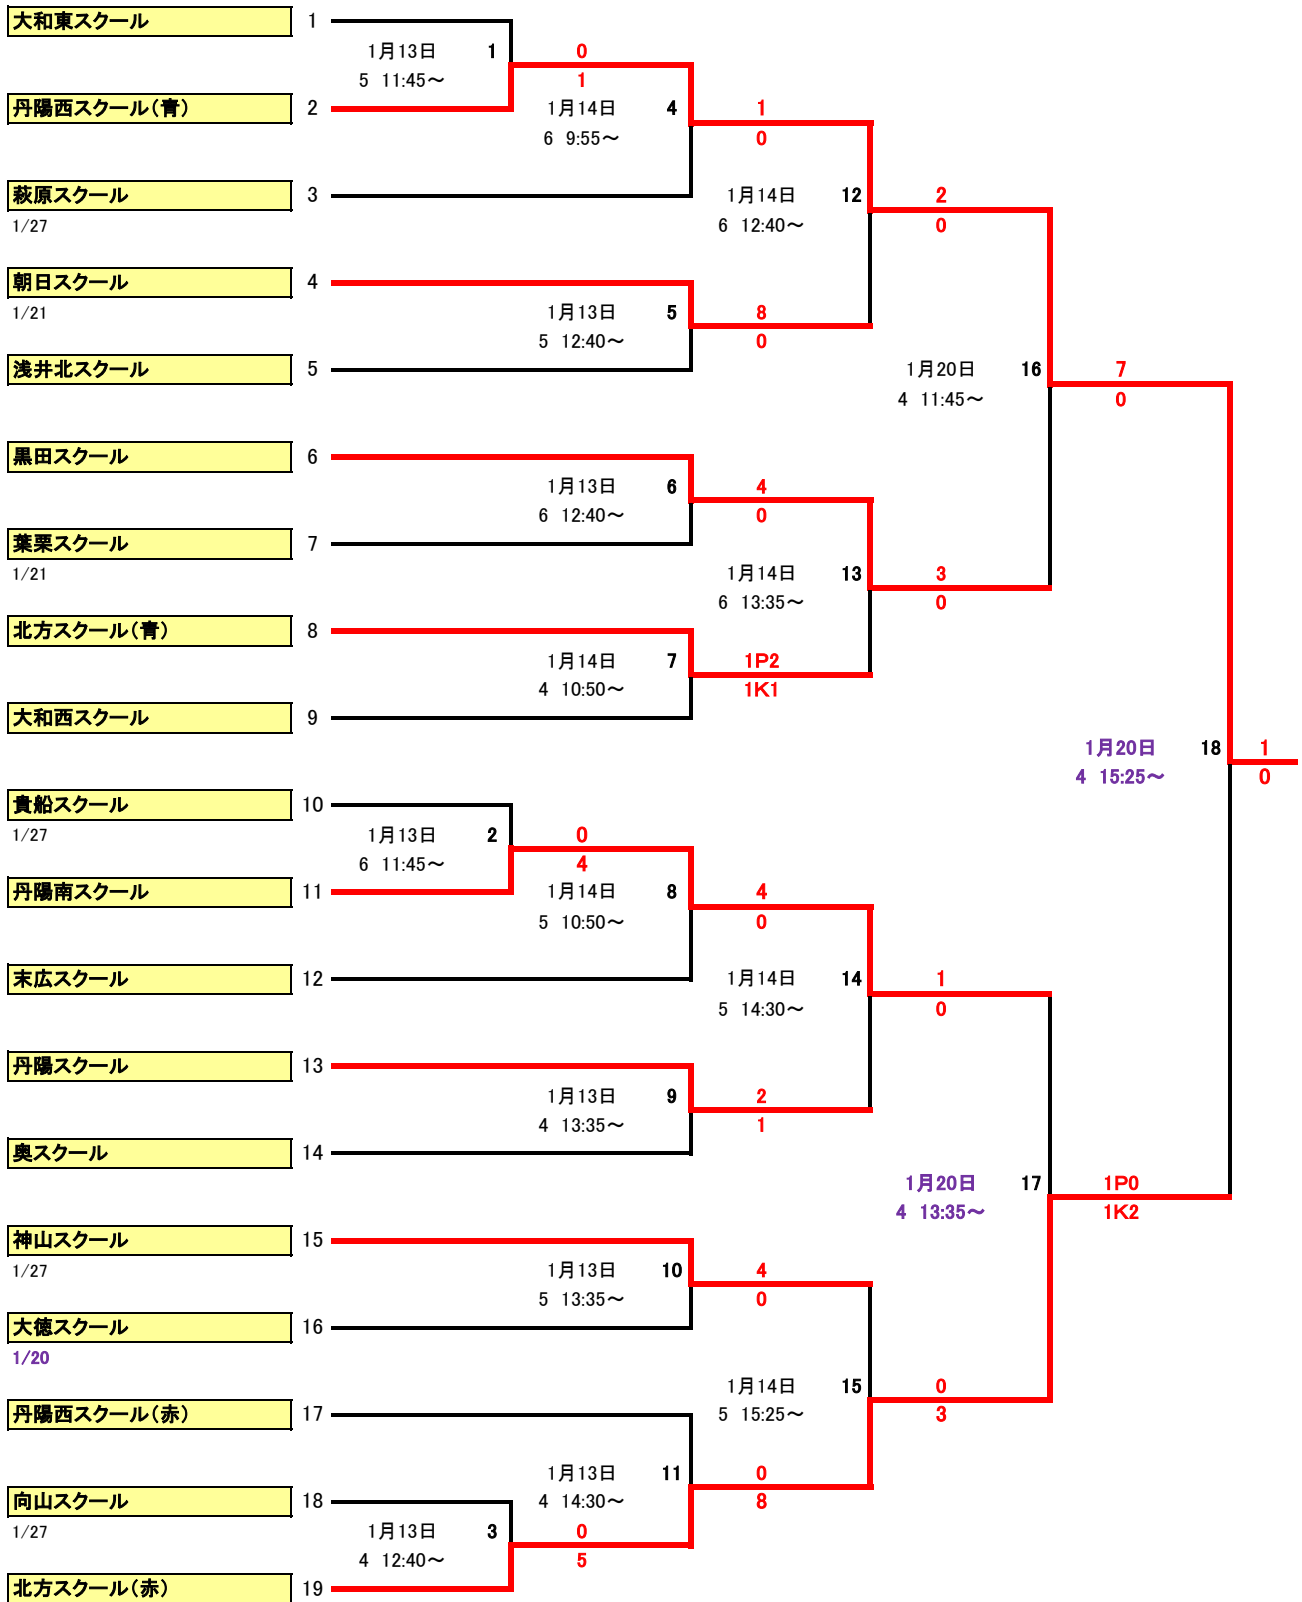 大和東スクール 1
1月13日 1 0
5 11:45～ 1
丹陽西スクール（青） 2 1月14日 4 1
6 9:55～ 0
萩原スクール 3 1月14日 12 2
1/27 6 12:40～ 0
朝日スクール 4
1/21 1月13日 5 8
5 12:40～ 0
浅井北スクール 5 1月20日 16 7
4 11:45～ 0
黒田スクール 6
1月13日 6 4
6 12:40～ 0
葉栗スクール 7
1/21 1月14日 13 3
6 13:35～ 0
北方スクール（青） 8
1月14日 7 1P2
4 10:50～ 1K1
大和西スクール 9
1月20日 18 1
4 15:25～ 0
貴船スクール 10
1/27 1月13日 2 0
6 11:45～ 4
丹陽南スクール 11 1月14日 8 4
5 10:50～ 0
末広スクール 12 1月14日 14 1
5 14:30～ 0
丹陽スクール 13
1月13日 9 2
4 13:35～ 1
奥スクール 14
1月20日 17 1P0
4 13:35～ 1K2
神山スクール 15
1/27 1月13日 10 4
5 13:35～ 0
大徳スクール 16
1/20
1月14日 15 0
丹陽西スクール（赤） 17 5 15:25～ 3
1月13日 11 0
向山スクール 18 4 14:30～ 8
1/27 1月13日 3 0
4 12:40～ 5
北方スクール（赤） 19